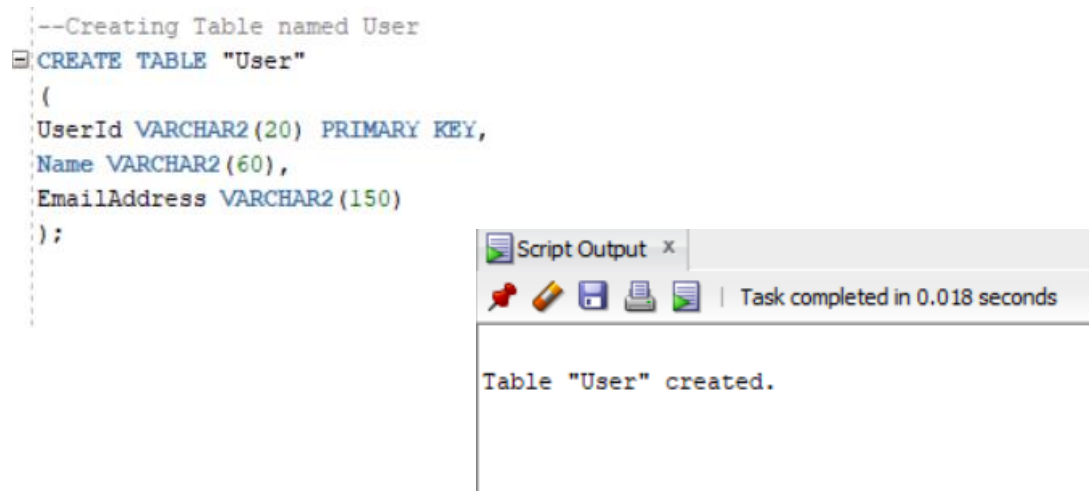 --Creating Table named User
CREATE TABLE "User"
(
UserId VARCHAR2(20) PRIMARY KEY,
Name VARCHAR2(60),
EmailAddress VARCHAR2(150)
);
Script Output x
Task completed in 0.018 seconds
Table "User" created.